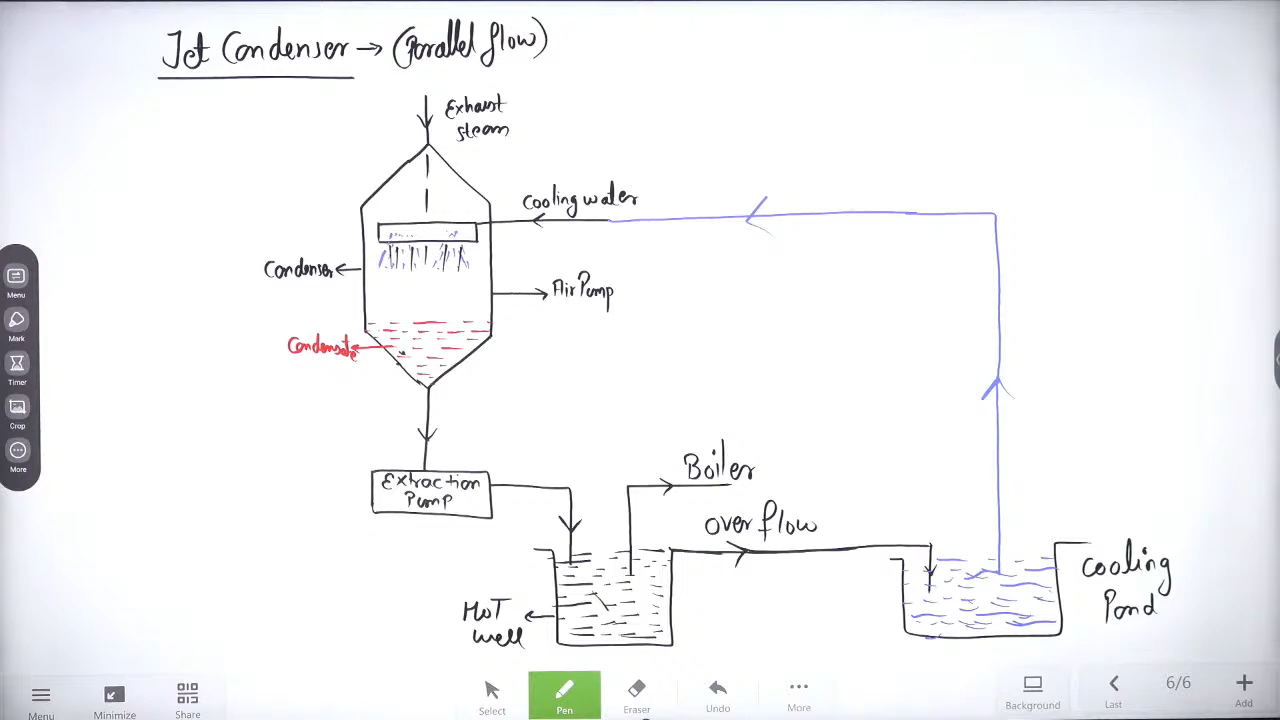 Jet Condenser → (Parallel flow)
Exhaust
steam
Cooling water
Condenser
Air Pump
Condensate
Extraction
Pump
Boiler
over flow
Hot
well
Cooling
Pond
Menu
Mark
Timer
Crop
More
Menu
Minimize
Share
Select
Pen
Eraser
Undo
More
Background
Last
6/6
Add